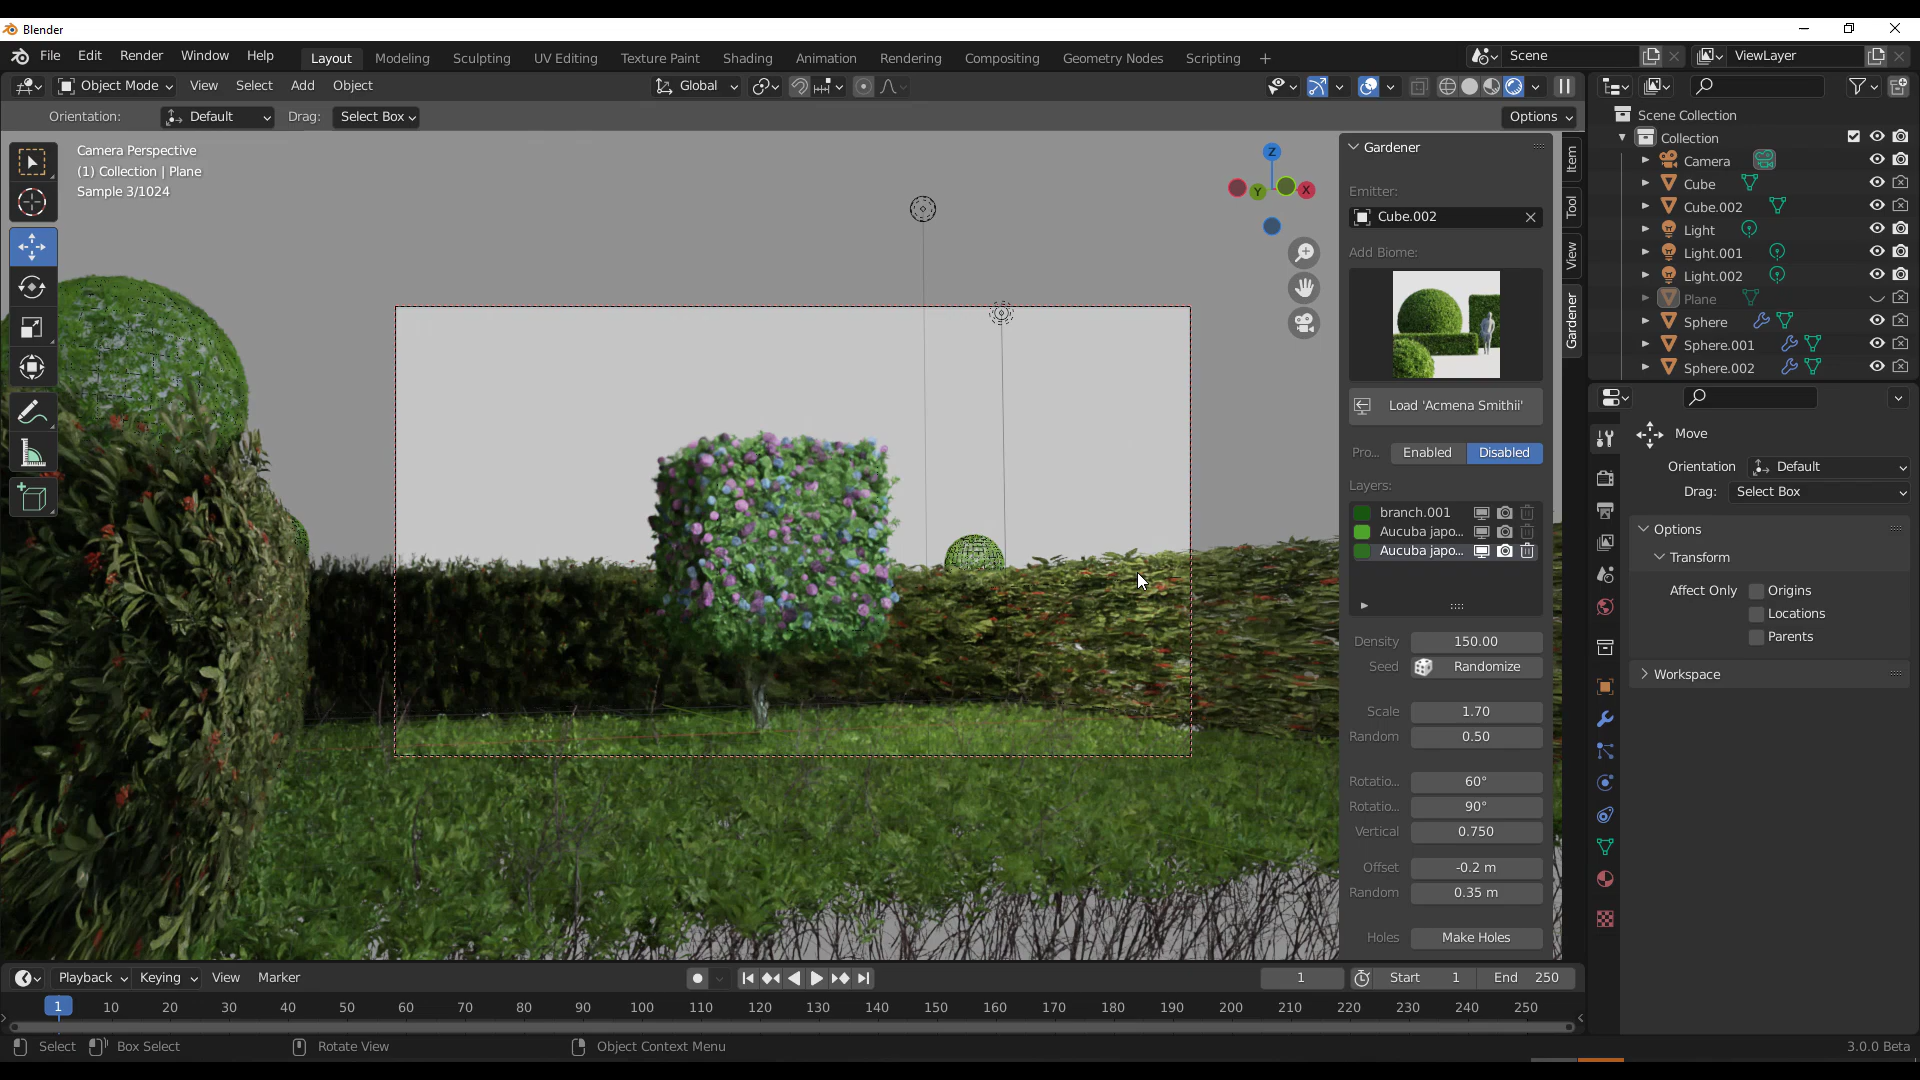 Blender
File Edit Render Window Help Layout Modeling Sculpting UV Editing Texture Paint Shading Animation Rendering Compositing Geometry Nodes Scripting + Scene ViewLayer
Object Mode View Select Add Object Global
Orientation: Default Drag: Select Box Options
Camera Perspective
(1) Collection | Plane
Sample 3/1024
Z
Y
X
Gardener
Emitter:
Cube.002
Add Biome:
Load 'Acmena Smithii'
Pro... Enabled Disabled
Layers:
branch.001
Aucuba japo...
Aucuba japo...
Density 150.00
Seed Randomize
Scale 1.70
Random 0.50
Rotatio... 60°
Rotatio... 90°
Vertical 0.750
Offset -0.2 m
Random 0.35 m
Holes Make Holes
Item
Tool
View
Gardener
Scene Collection
Collection
Camera
Cube
Cube.002
Light
Light.001
Light.002
Plane
Sphere
Sphere.001
Sphere.002
Move
Orientation Default
Drag: Select Box
Options
Transform
Affect Only Origins
Locations
Parents
Workspace
Playback Keying View Marker 1 Start 1 End 250
1 10 20 30 40 50 60 70 80 90 100 110 120 130 140 150 160 170 180 190 200 210 220 230 240 250
Select Box Select Rotate View Object Context Menu 3.0.0 Beta